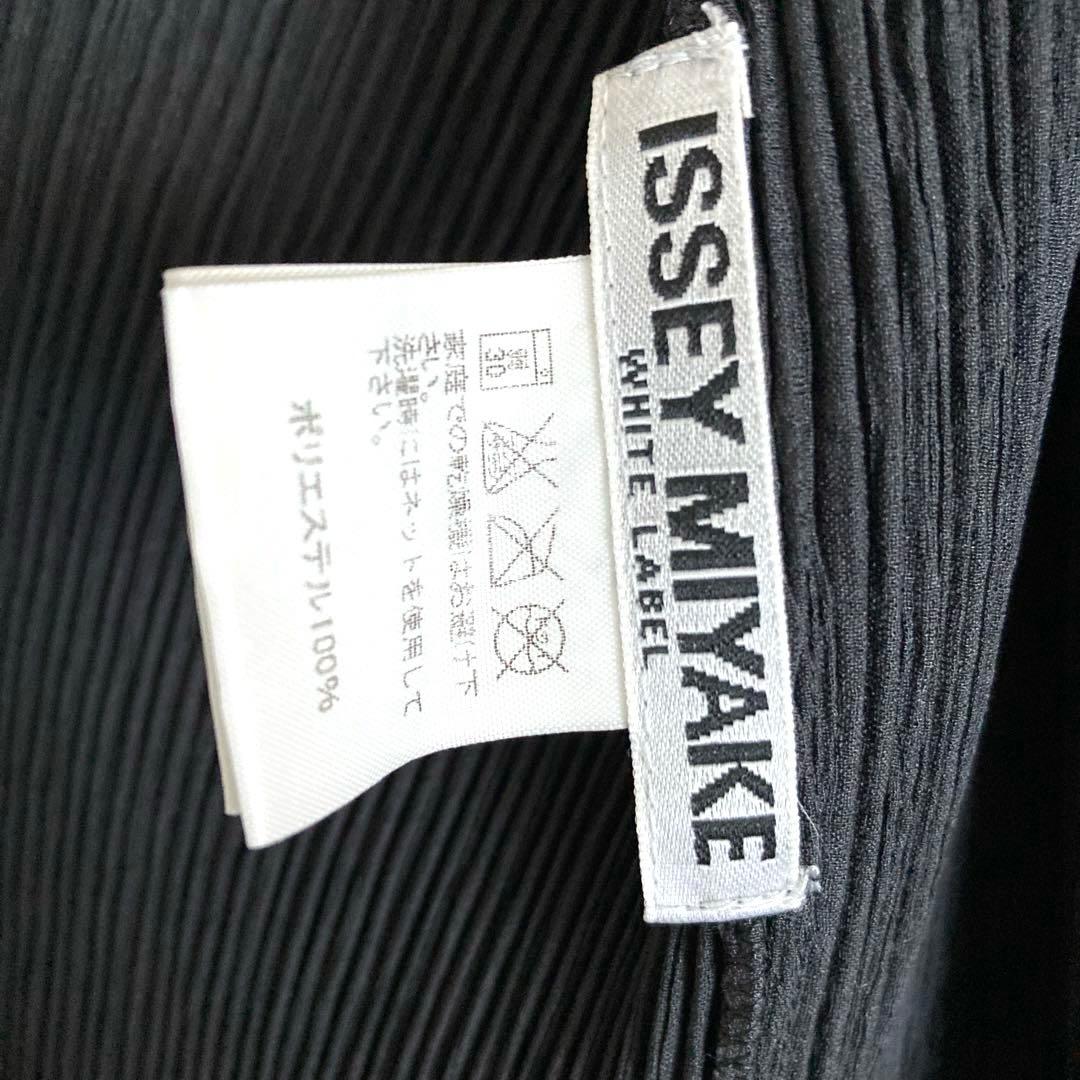 ISSEY MIYAKE
WHITE LABEL
30
家庭での乾燥機はお避け下
さい。
洗濯時にはネットを使用して
下さい。
ポリエステル100%